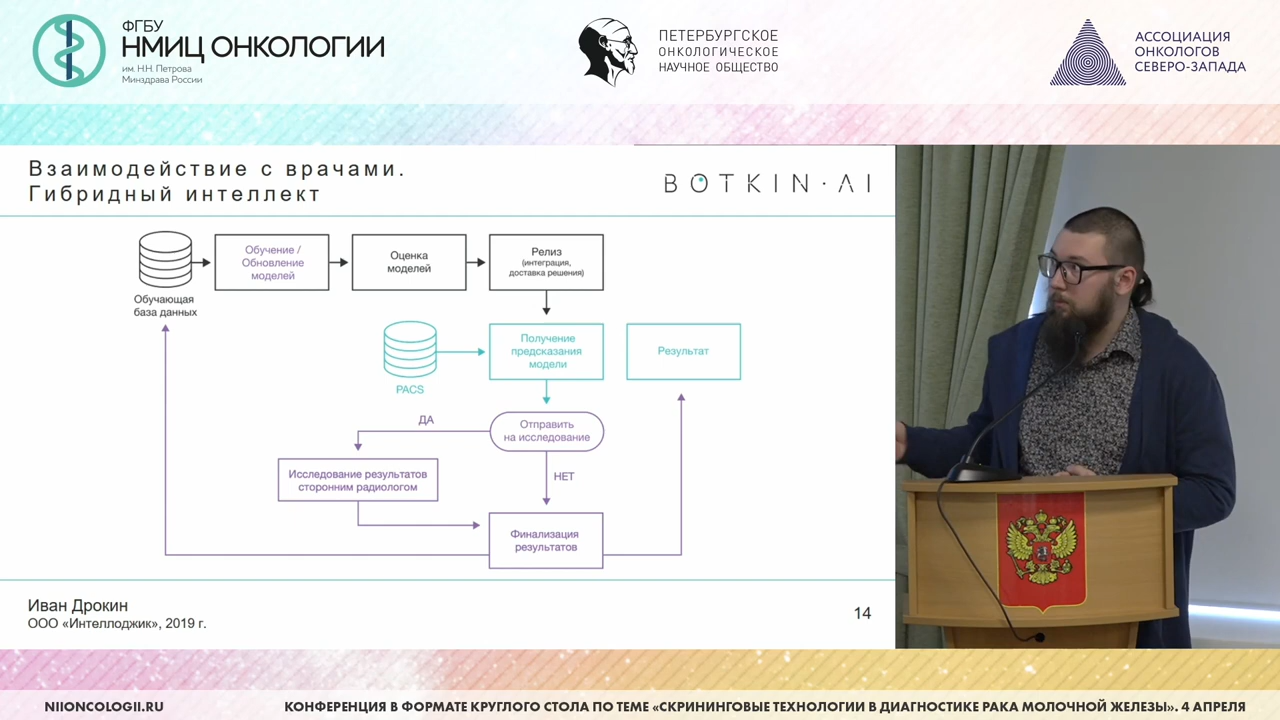 ФГБУ
НМИЦ ОНКОЛОГИИ
им. Н.Н. Петрова
Минздрава России
ПЕТЕРБУРГСКОЕ
ОНКОЛОГИЧЕСКОЕ
НАУЧНОЕ ОБЩЕСТВО
АССОЦИАЦИЯ
ОНКОЛОГОВ
СЕВЕРО-ЗАПАДА
Взаимодействие с врачами.
Гибридный интеллект
BOTKIN·AI
Обучающая
база данных
Обучение /
Обновление
моделей
Оценка
моделей
Релиз
(интеграция,
доставка решения)
PACS
Получение
предсказания
модели
Результат
Отправить
на исследование
ДА
НЕТ
Исследование результатов
сторонним радиологом
Финализация
результатов
Иван Дрокин
ООО «Интеллоджик», 2019 г.
14
NIIONCOLOGII.RU
КОНФЕРЕНЦИЯ В ФОРМАТЕ КРУГЛОГО СТОЛА ПО ТЕМЕ «СКРИНИНГОВЫЕ ТЕХНОЛОГИИ В ДИАГНОСТИКЕ РАКА МОЛОЧНОЙ ЖЕЛЕЗЫ». 4 АПРЕЛЯ